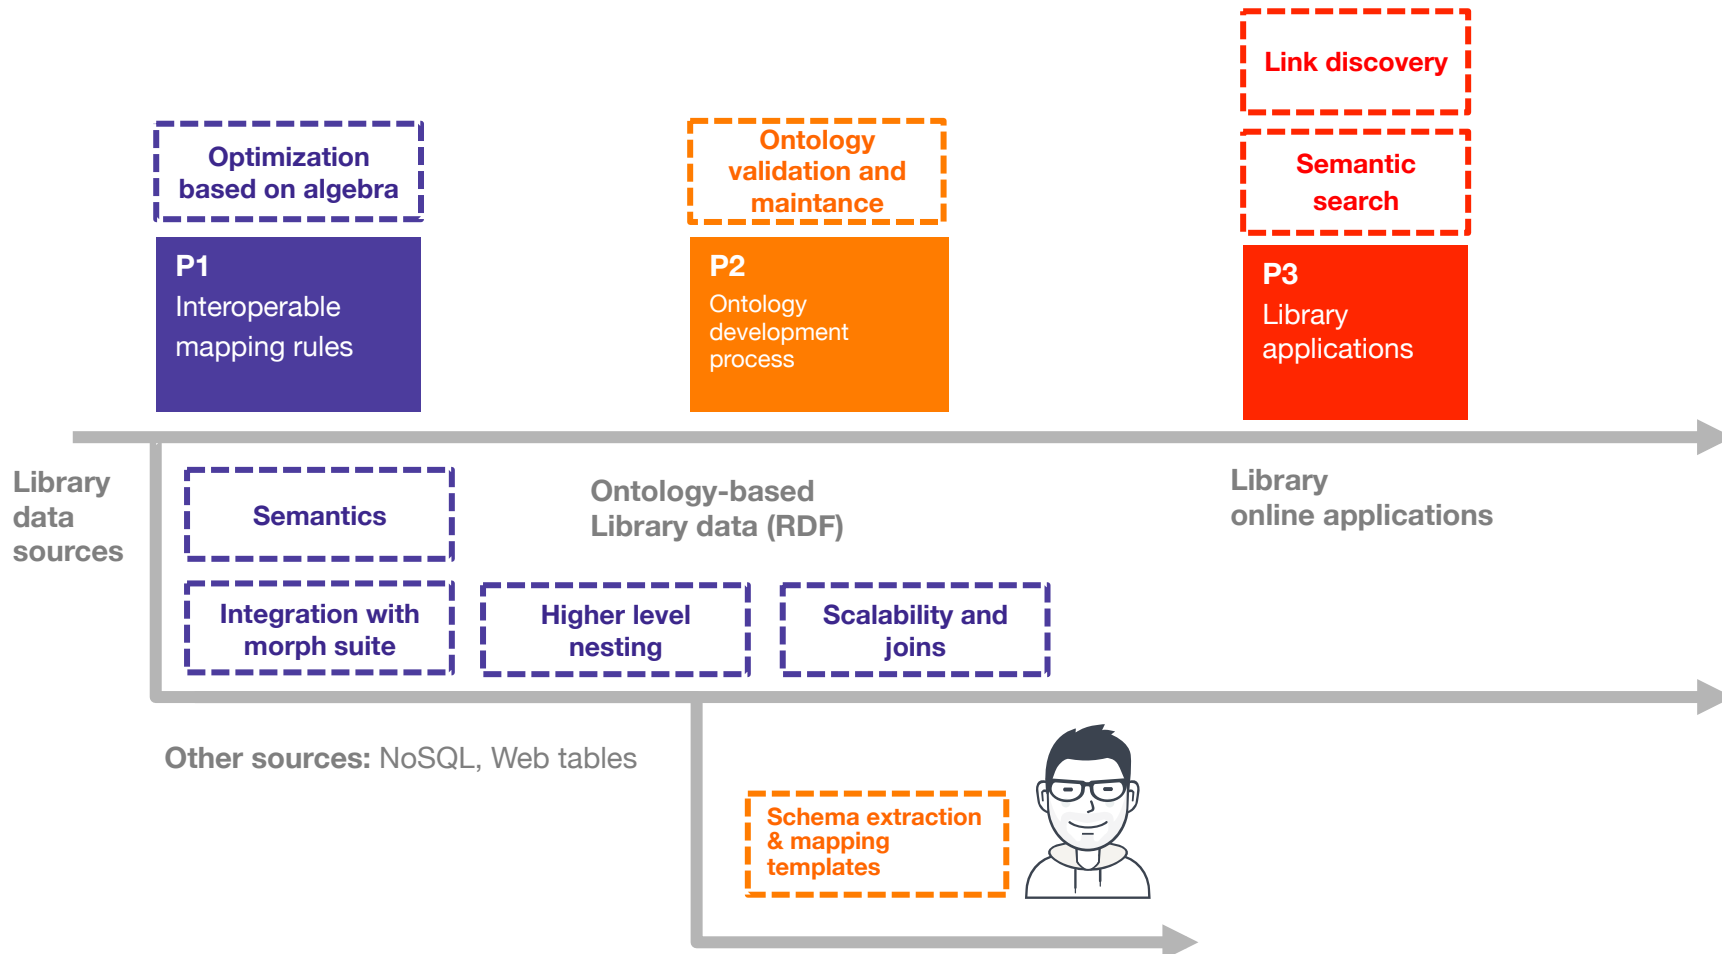 Link discovery
Optimization
based on algebra
Ontology
validation and
maintance
Semantic
search
P1
Interoperable
mapping rules
P2
Ontology
development
process
P3
Library
applications
Library
data
sources
Semantics
Ontology-based
Library data (RDF)
Library
online applications
Integration with
morph suite
Higher level
nesting
Scalability and
joins
Other sources: NoSQL, Web tables
Schema extraction
& mapping
templates